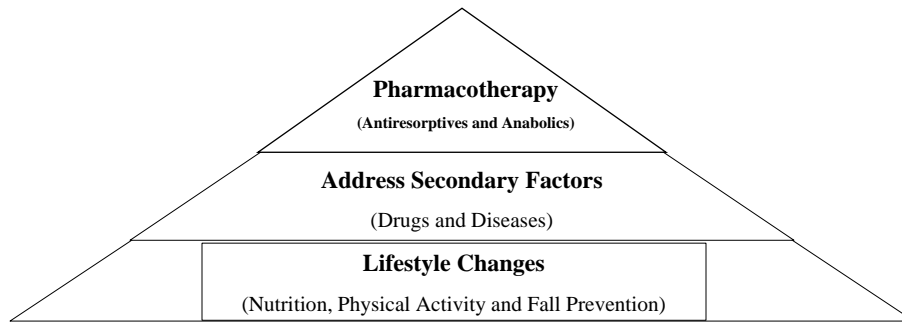 Pharmacotherapy
(Antiresorptives and Anabolics)
Address Secondary Factors
(Drugs and Diseases)
Lifestyle Changes
(Nutrition, Physical Activity and Fall Prevention)